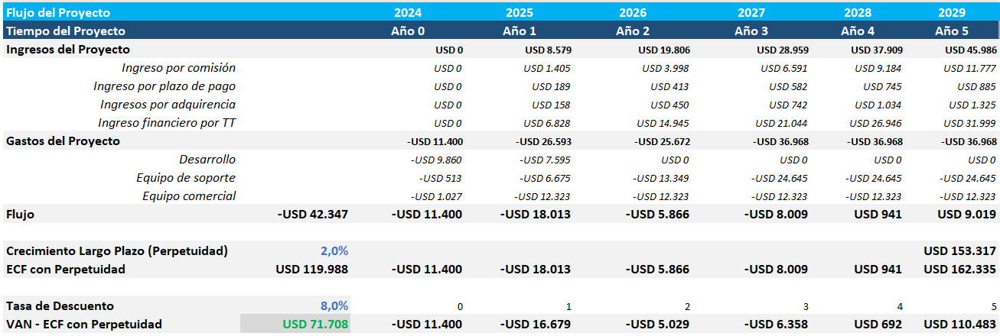 Flujo del Proyecto 2024 2025 2026 2027 2028 2029
Tiempo del Proyecto Año 0 Año 1 Año 2 Año 3 Año 4 Año 5
Ingresos del Proyecto USD 0 USD 8.579 USD 19.806 USD 28.959 USD 37.909 USD 45.986
Ingreso por comisión USD 0 USD 1.405 USD 3.998 USD 6.591 USD 9.184 USD 11.777
Ingreso por plazo de pago USD 0 USD 189 USD 413 USD 582 USD 745 USD 885
Ingresos por adquirencia USD 0 USD 158 USD 450 USD 742 USD 1.034 USD 1.325
Ingreso financiero por TT USD 0 USD 6.828 USD 14.945 USD 21.044 USD 26.946 USD 31.999
Gastos del Proyecto -USD 11.400 -USD 26.593 -USD 25.672 -USD 36.968 -USD 36.968 -USD 36.968
Desarrollo -USD 9.860 -USD 7.595 USD 0 USD 0 USD 0 USD 0
Equipo de soporte -USD 513 -USD 6.675 -USD 13.349 -USD 24.645 -USD 24.645 -USD 24.645
Equipo comercial -USD 1.027 -USD 12.323 -USD 12.323 -USD 12.323 -USD 12.323 -USD 12.323
Flujo -USD 42.347 -USD 11.400 -USD 18.013 -USD 5.866 -USD 8.009 USD 941 USD 9.019
Crecimiento Largo Plazo (Perpetuidad) 2,0% USD 153.317
ECF con Perpetuidad USD 119.988 -USD 11.400 -USD 18.013 -USD 5.866 -USD 8.009 USD 941 USD 162.335
Tasa de Descuento 8,0% 0 1 2 3 4 5
VAN - ECF con Perpetuidad USD 71.708 -USD 11.400 -USD 16.679 -USD 5.029 -USD 6.358 USD 692 USD 110.483